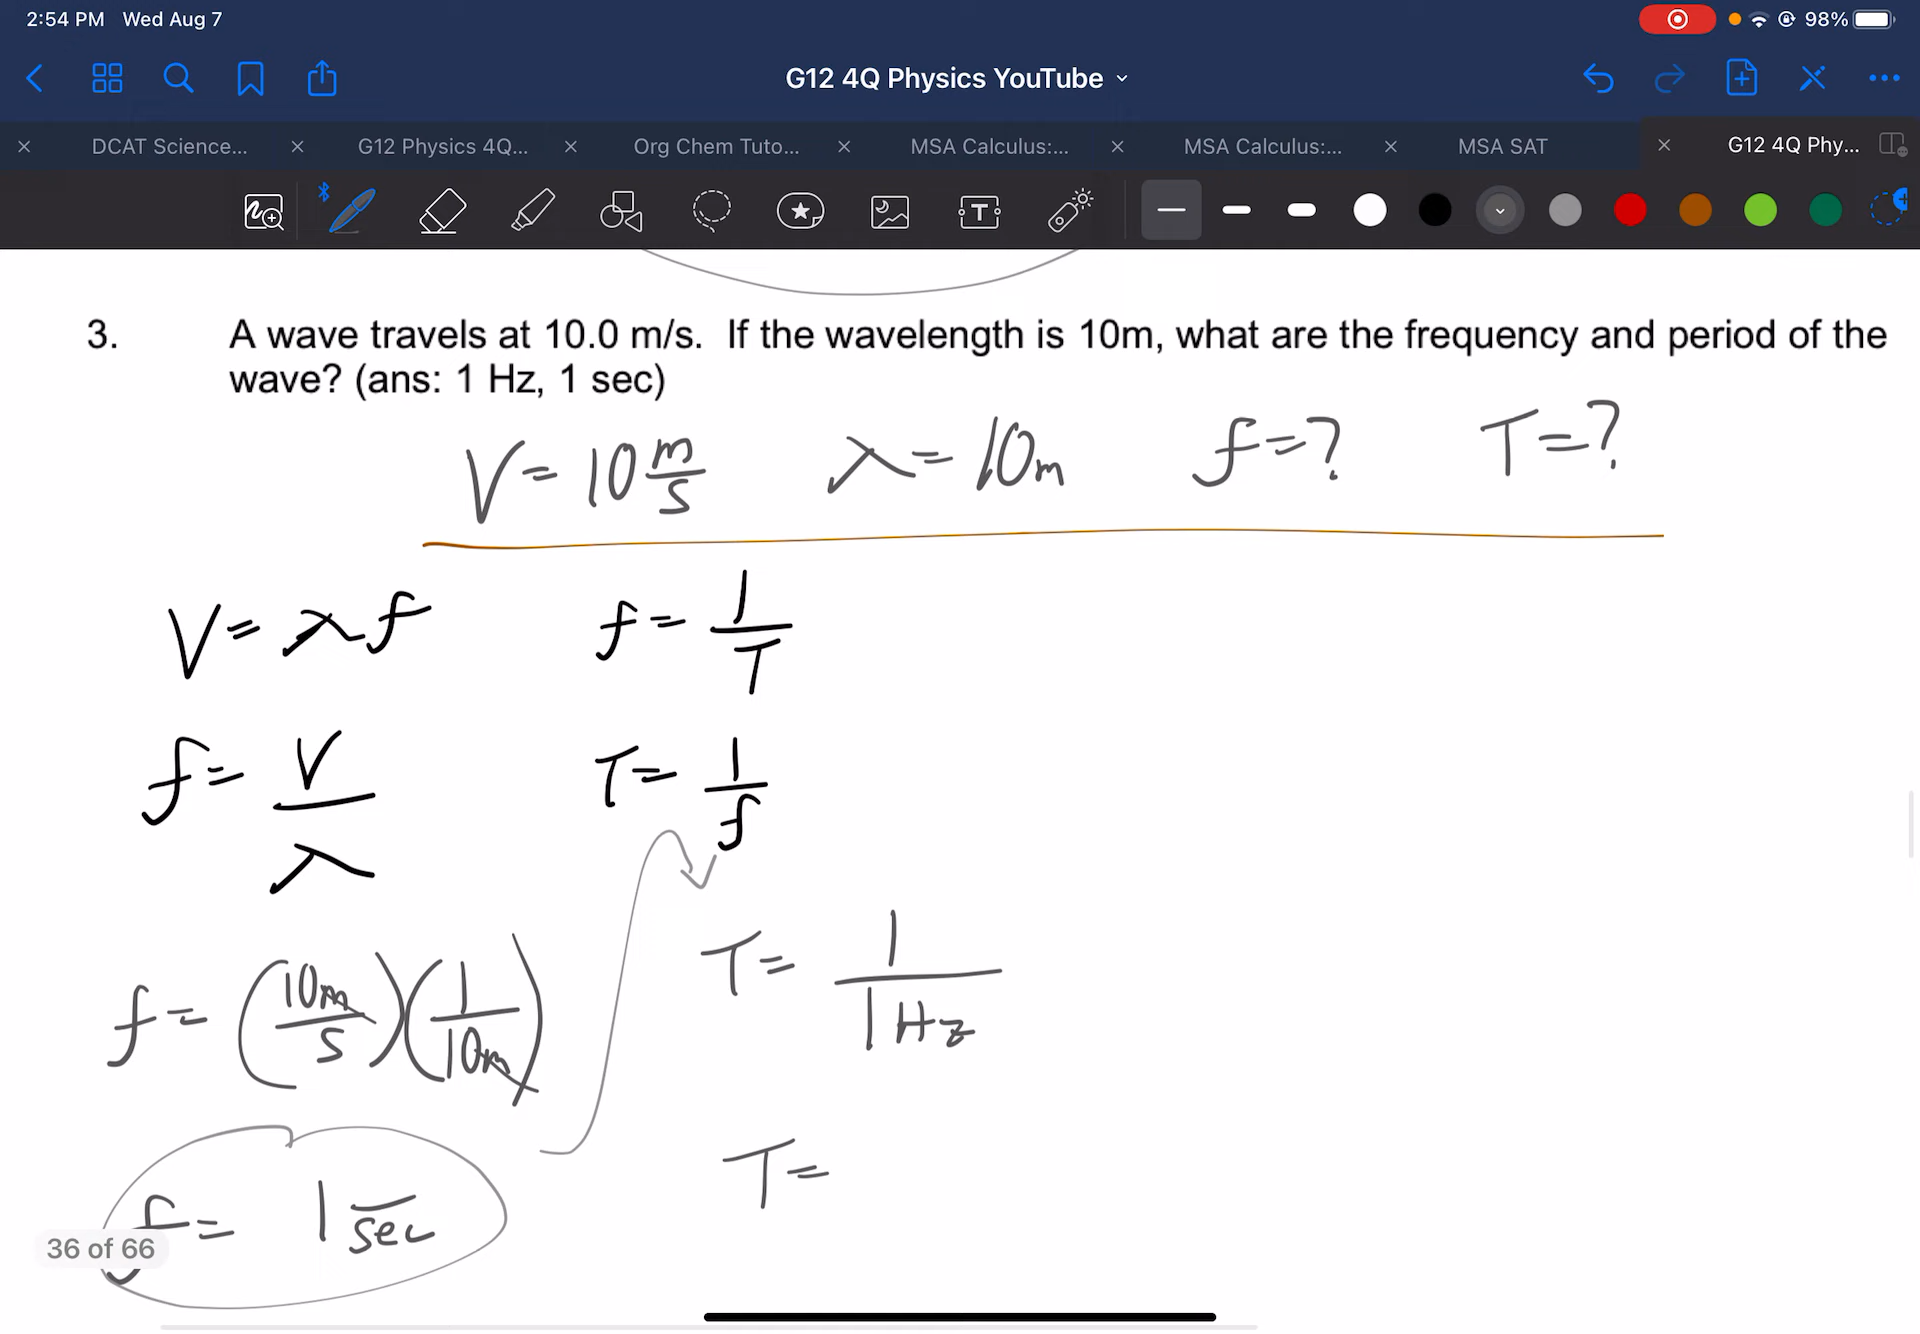 2:54 PM Wed Aug 7 98%
G12 4Q Physics YouTube
DCAT Science... G12 Physics 4Q... Org Chem Tuto... MSA Calculus:... MSA Calculus:... MSA SAT G12 4Q Phy...
3. A wave travels at 10.0 m/s. If the wavelength is 10m, what are the frequency and period of the
wave? (ans: 1 Hz, 1 sec)
V = 10 m/s λ = 10m f = ? T = ?
V = λf f = 1/T
f = V/λ T = 1/f
f = (10m/s)(1/10m) T = 1/1Hz
T =
f = 1 /sec
36 of 66